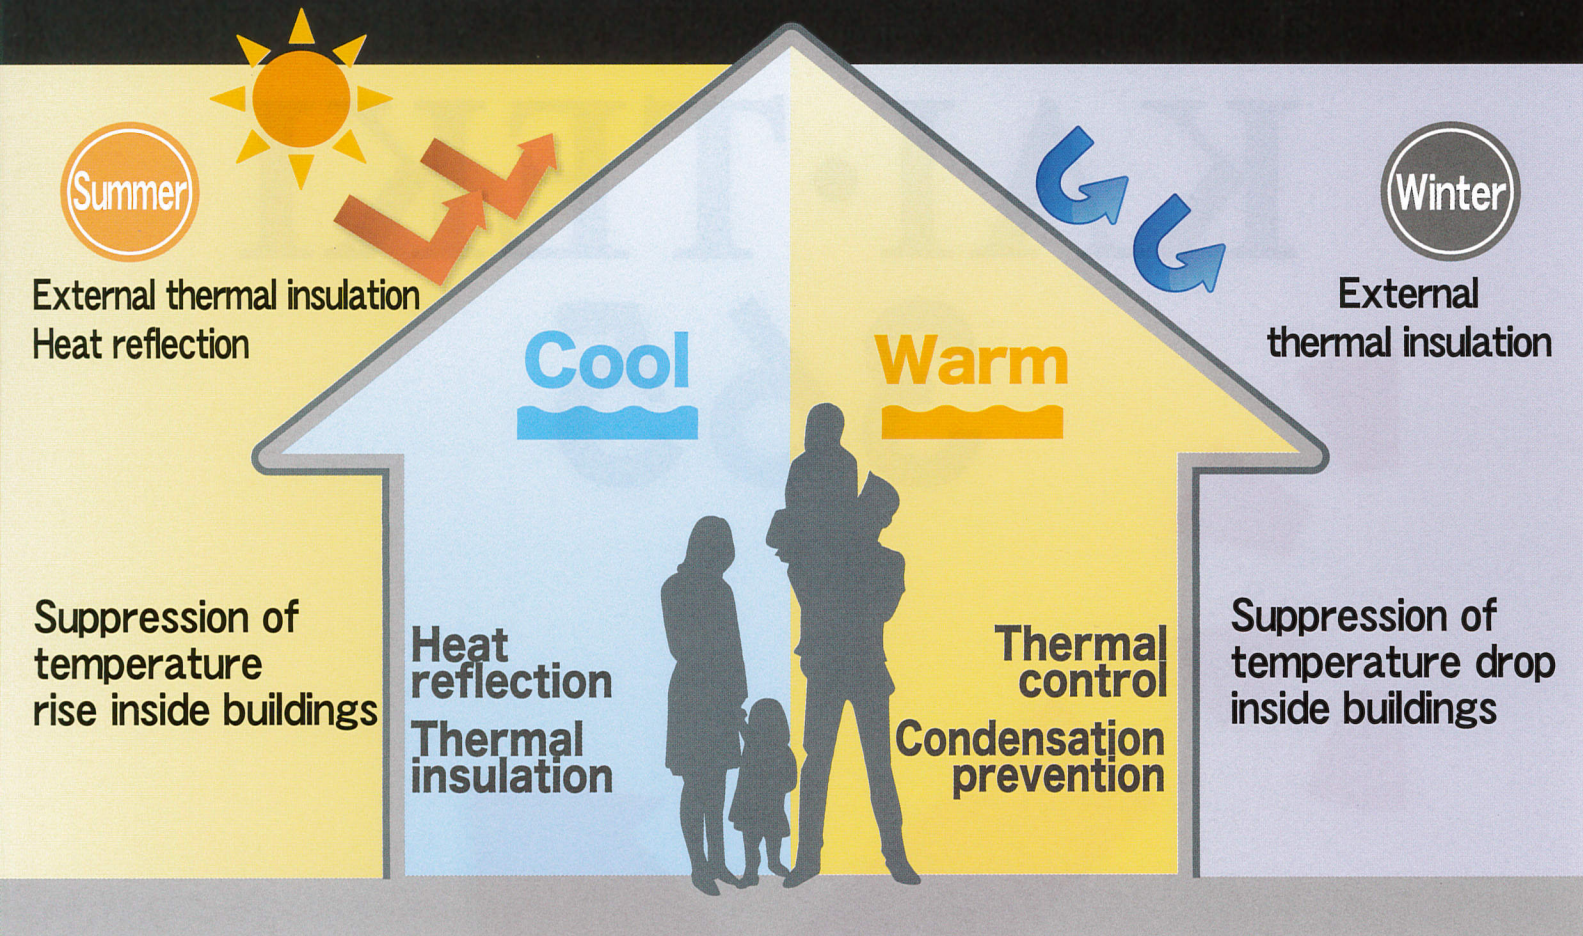 Summer
External thermal insulation
Heat reflection
Suppression of
temperature
rise inside buildings
Cool
Heat
reflection
Thermal
insulation
Warm
Thermal
control
Condensation
prevention
Winter
External
thermal insulation
Suppression of
temperature drop
inside buildings